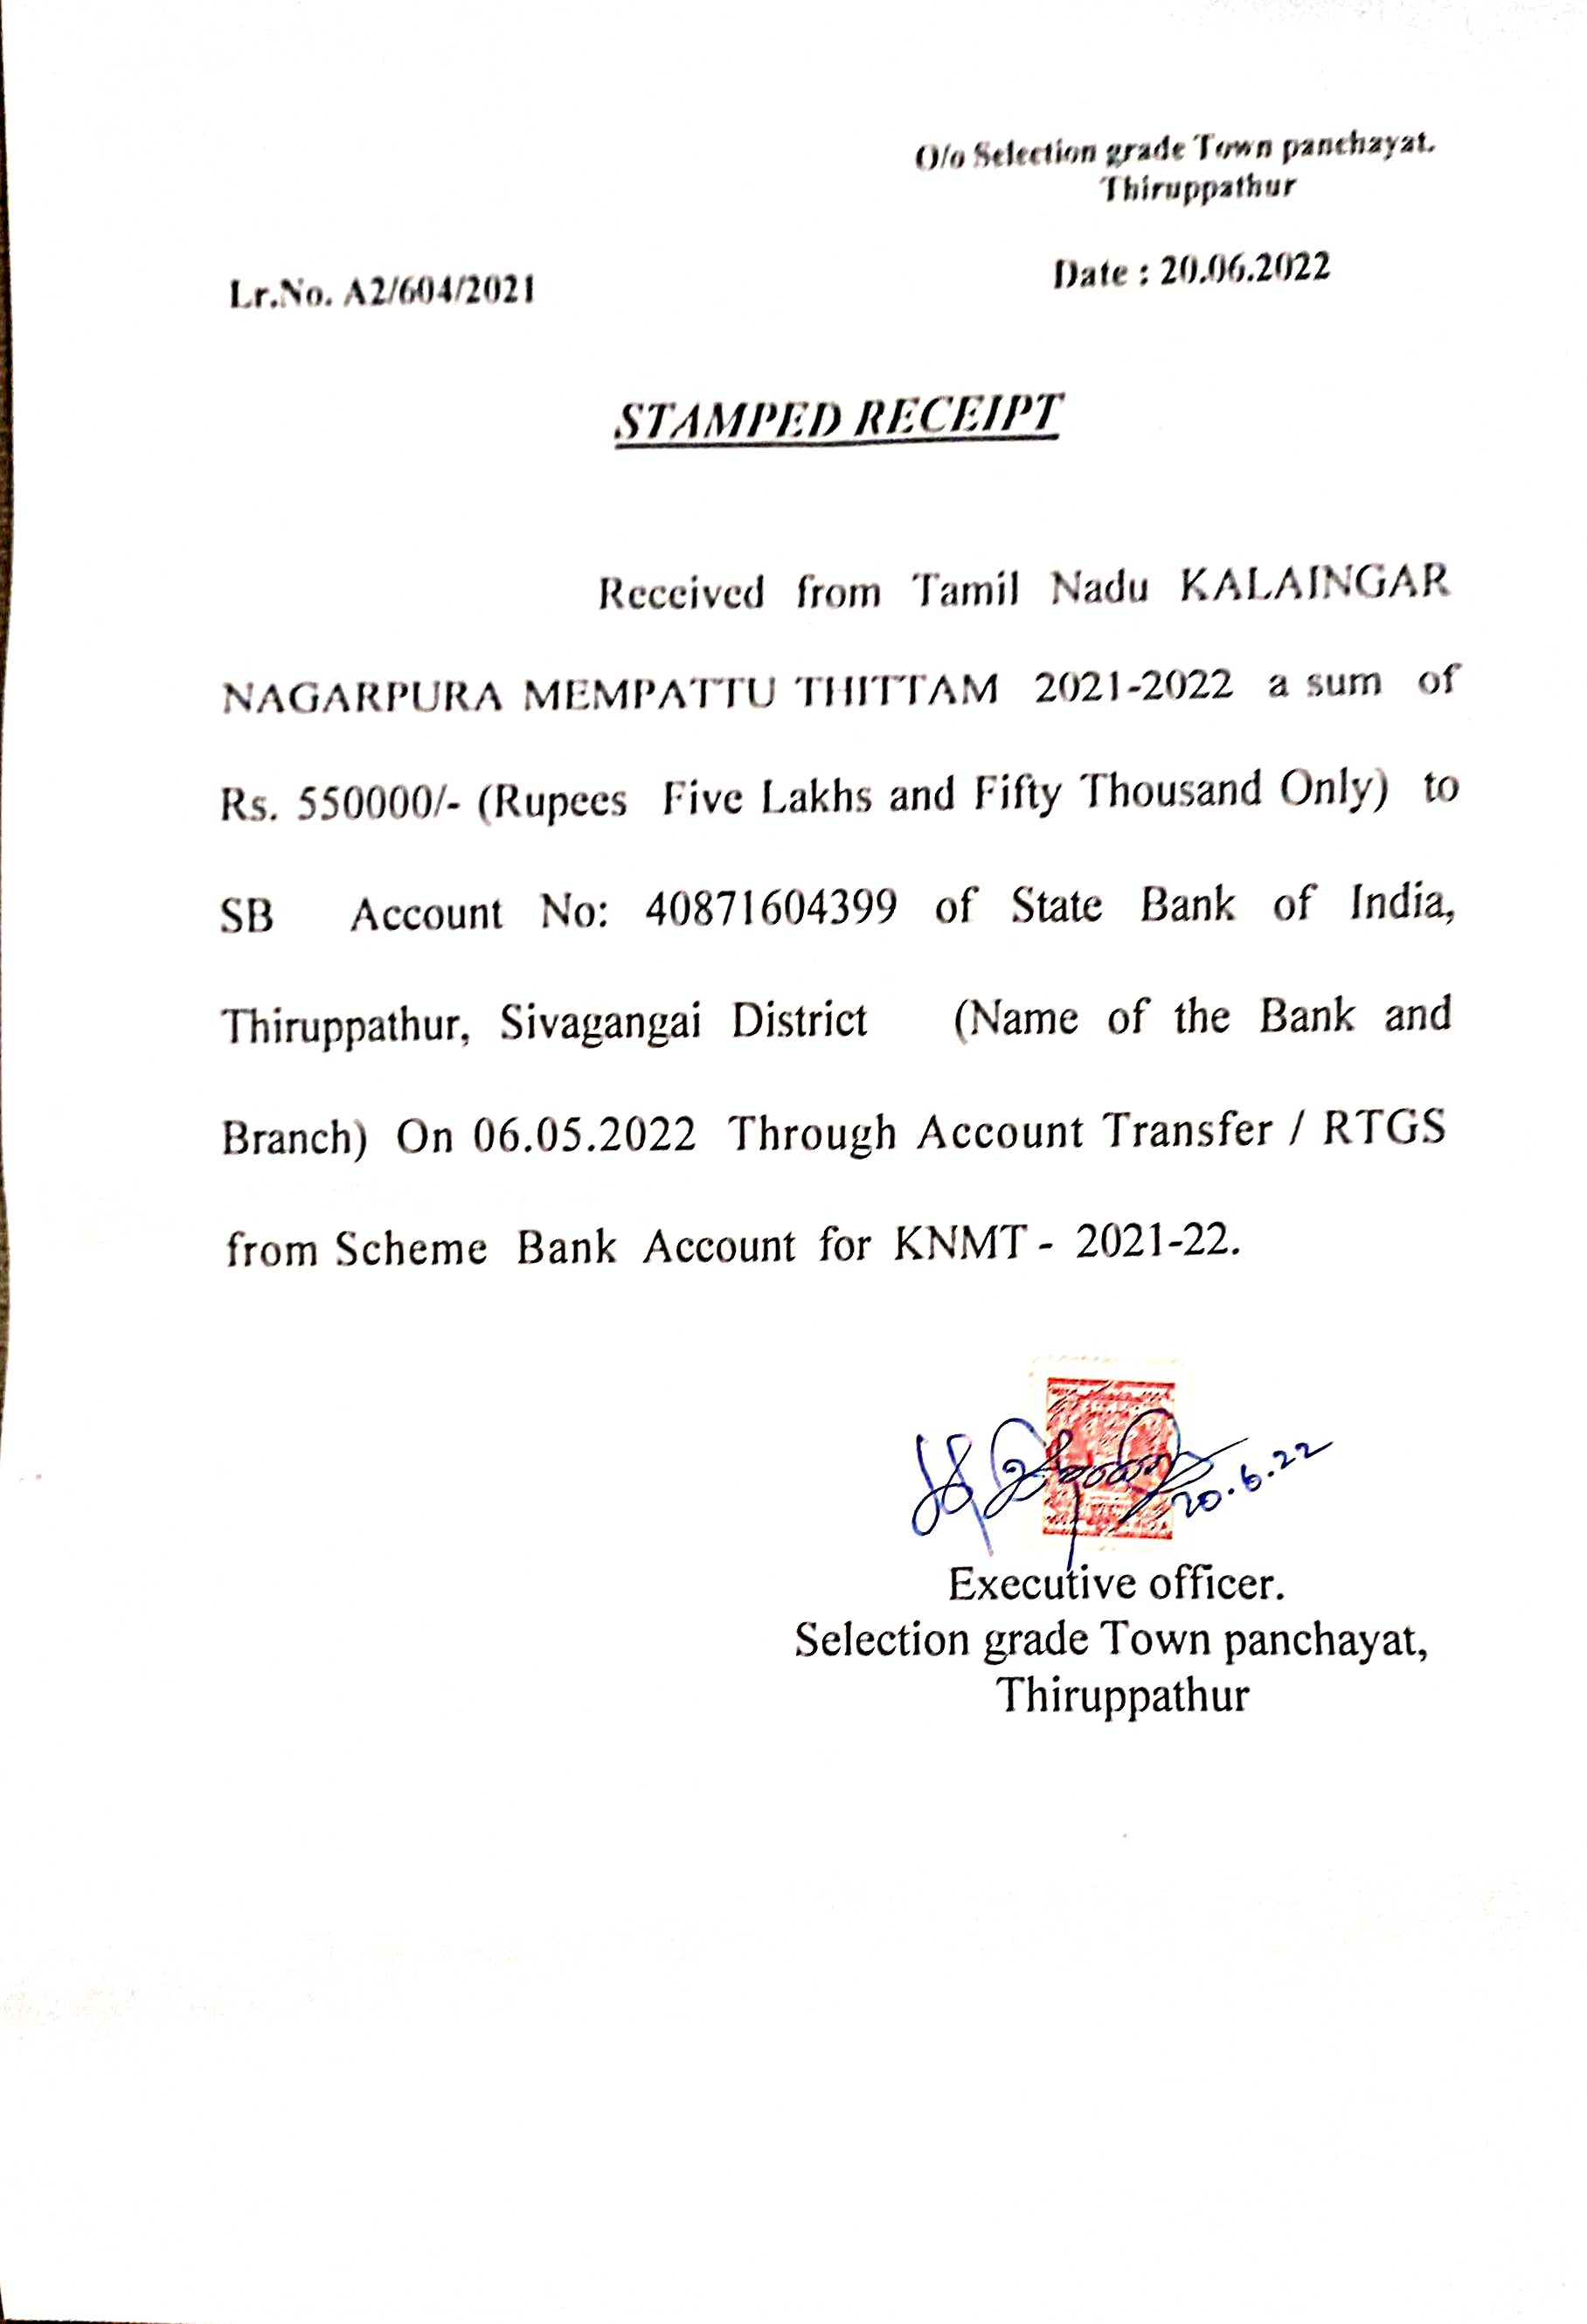 O/o Selection grade Town panchayat.
Thiruppathur
Lr.No. A2/604/2021
Date : 20.06.2022
STAMPED RECEIPT
Received from Tamil Nadu KALAINGAR
NAGARPURA MEMPATTU THITTAM 2021-2022 a sum of
Rs. 550000/- (Rupees Five Lakhs and Fifty Thousand Only) to
SB Account No: 40871604399 of State Bank of India,
Thiruppathur, Sivagangai District (Name of the Bank and
Branch) On 06.05.2022 Through Account Transfer / RTGS
from Scheme Bank Account for KNMT - 2021-22.
20.6.22
Executive officer.
Selection grade Town panchayat,
Thiruppathur